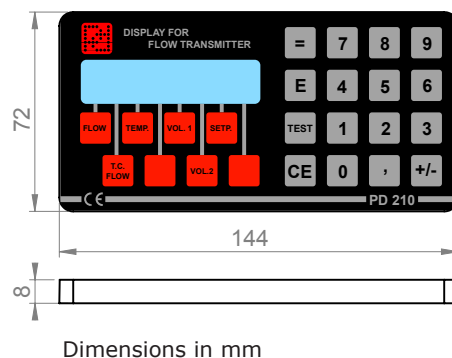 DISPLAY FOR
FLOW TRANSMITTER
= 7 8 9
E 4 5 6
FLOW TEMP. VOL. 1 SETP.
TEST 1 2 3
T.C.
FLOW
VOL.2
CE 0 , +/-
CE PD 210
72
144
8
Dimensions in mm